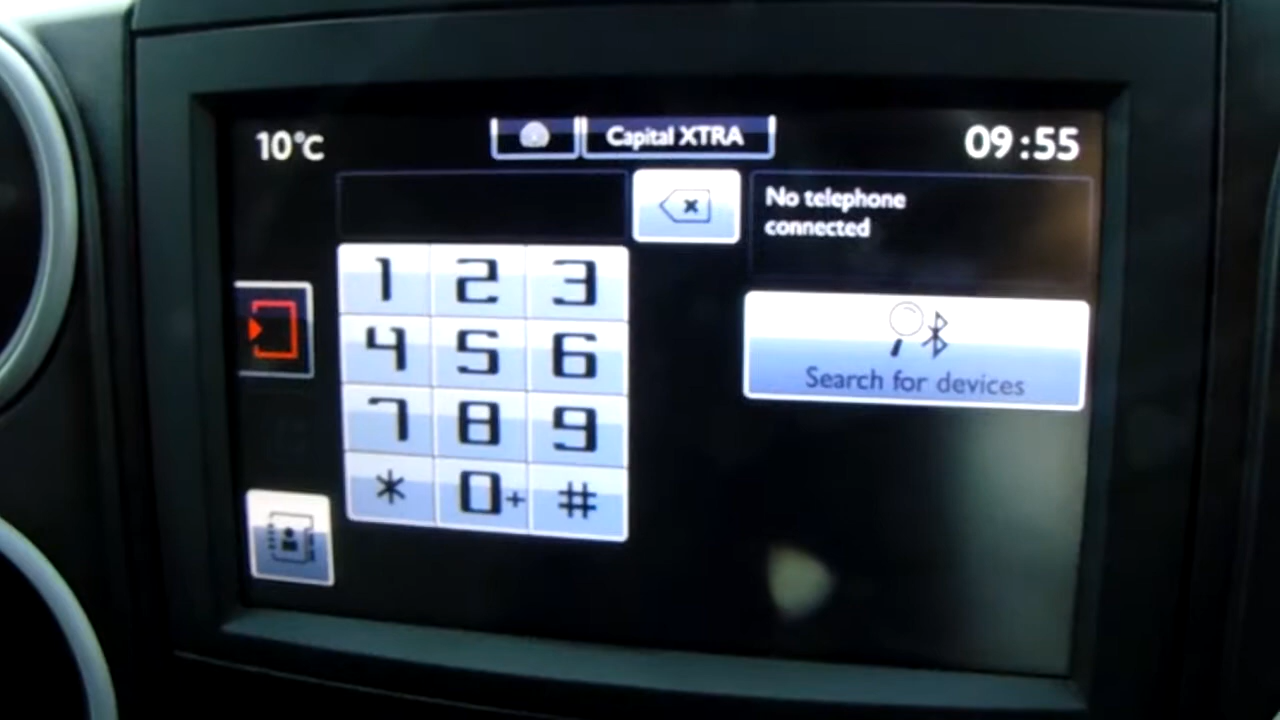 10°C
Capital XTRA
09:55
No telephone
connected
1 2 3
4 5 6
7 8 9
* 0+ #
Search for devices